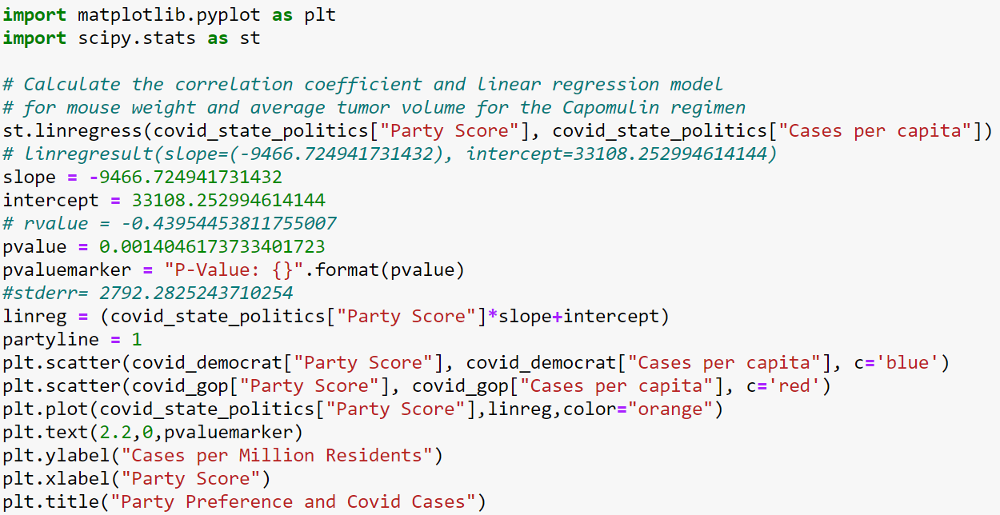 import matplotlib.pyplot as plt
import scipy.stats as st
# Calculate the correlation coefficient and linear regression model
# for mouse weight and average tumor volume for the Capomulin regimen
st.linregress(covid_state_politics["Party Score"], covid_state_politics["Cases per capita"])
# linregresult(slope=(-9466.724941731432), intercept=33108.252994614144)
slope = -9466.724941731432
intercept = 33108.252994614144
# rvalue = -0.43954453811755007
pvalue = 0.0014046173733401723
pvaluemarker = "P-Value: {}".format(pvalue)
#stderr= 2792.2825243710254
linreg = (covid_state_politics["Party Score"]*slope+intercept)
partyline = 1
plt.scatter(covid_democrat["Party Score"], covid_democrat["Cases per capita"], c='blue')
plt.scatter(covid_gop["Party Score"], covid_gop["Cases per capita"], c='red')
plt.plot(covid_state_politics["Party Score"],linreg,color="orange")
plt.text(2.2,0,pvaluemarker)
plt.ylabel("Cases per Million Residents")
plt.xlabel("Party Score")
plt.title("Party Preference and Covid Cases")